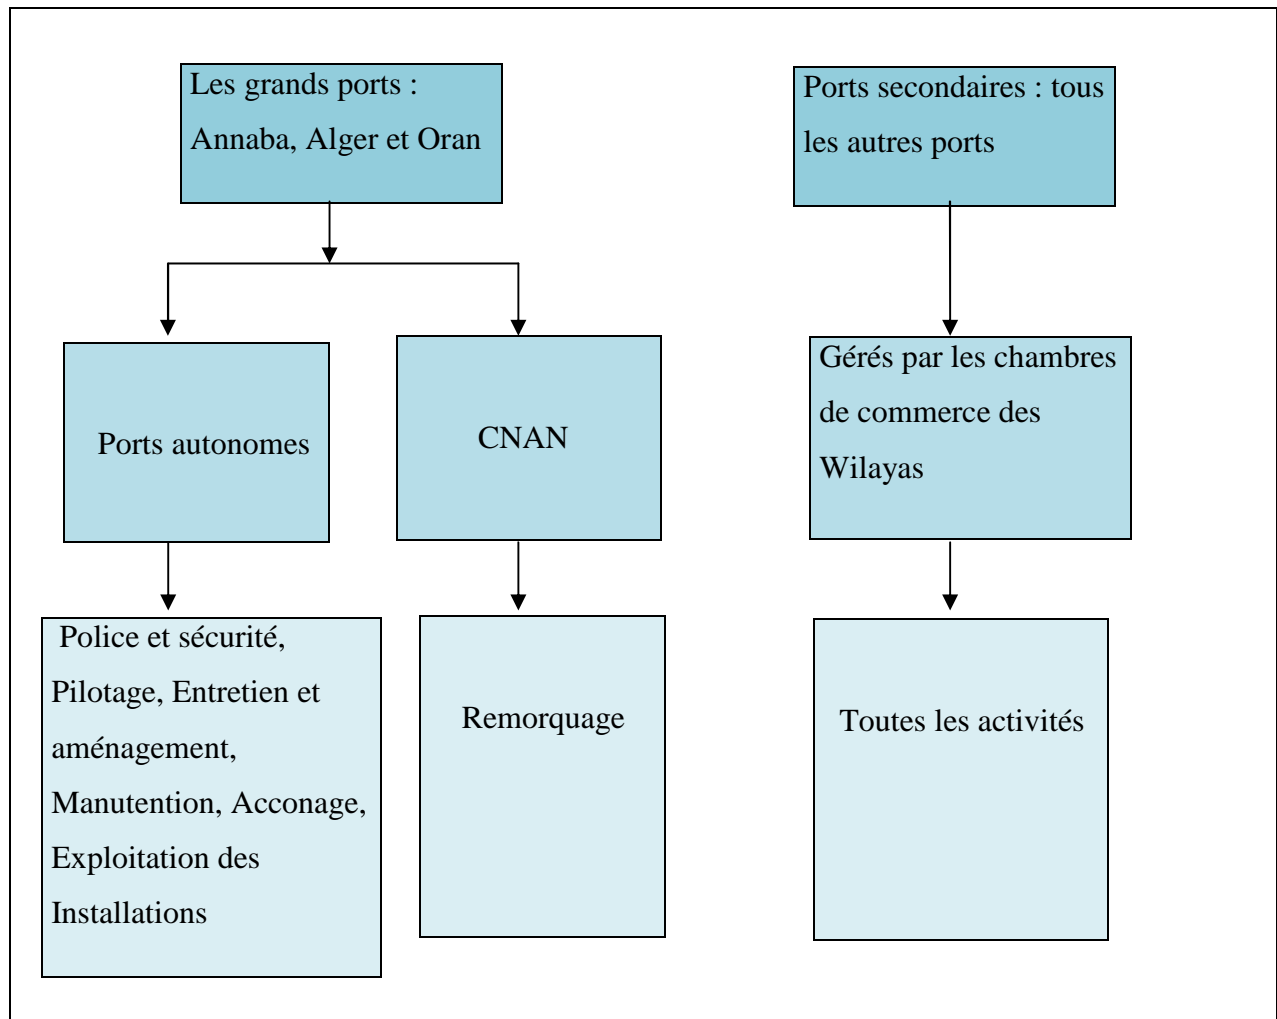 Les grands ports :
Annaba, Alger et Oran
Ports secondaires : tous
les autres ports
Ports autonomes
CNAN
Gérés par les chambres
de commerce des
Wilayas
Police et sécurité,
Pilotage, Entretien et
aménagement,
Manutention, Acconage,
Exploitation des
Installations
Remorquage
Toutes les activités